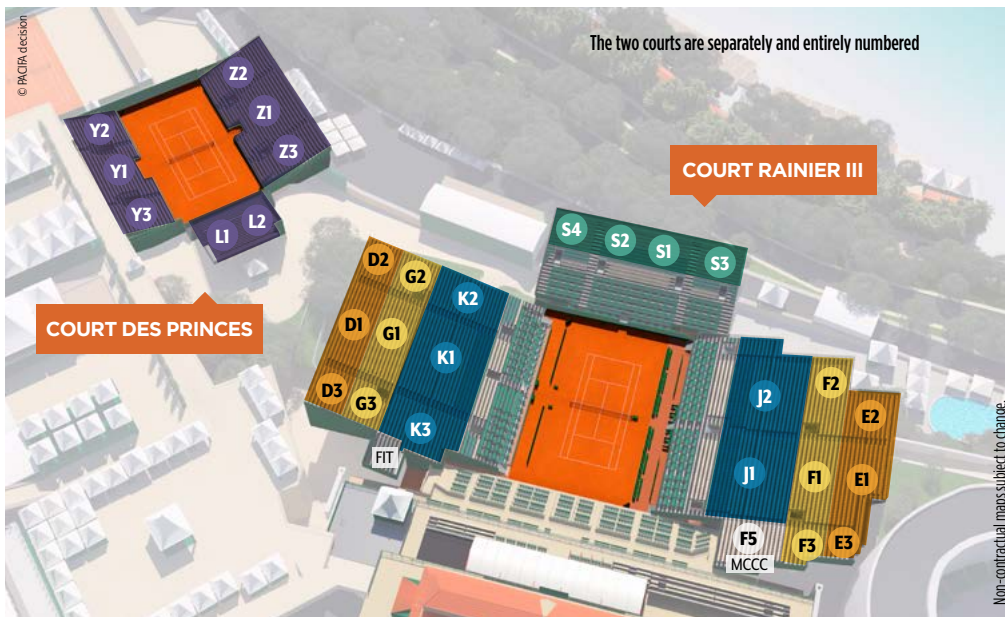 © PACIFA decision
The two courts are separately and entirely numbered
Z2
Z1
Z3
Y2
Y1
Y3
L1
L2
COURT DES PRINCES
COURT RAINIER III
S4
S2
S1
S3
D2
G2
K2
D1
G1
K1
D3
G3
K3
FIT
J2
F2
E2
J1
F1
E1
F5
F3
E3
MCCC
Non-contractual maps subject to change.